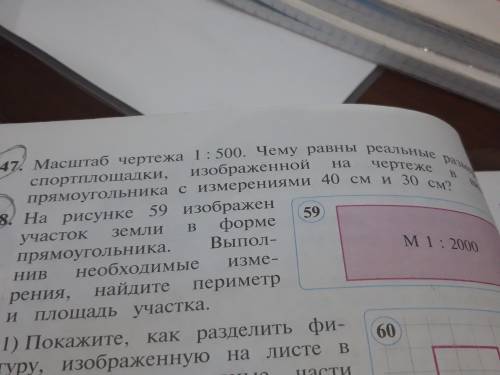 47. Масштаб чертежа 1 : 500. Чему равны реальные
спортплощадки, изображенной на чертеже в
прямоугольника с измерениями 40 см и 30 см?
8. На рисунке 59 изображен
участок земли в форме
прямоугольника. Выпол-
нив необходимые изме-
рения, найдите периметр
и площадь участка.
59
М 1 : 2000
1) Покажите, как разделить фи-
гуру, изображенную на листе в
части
60